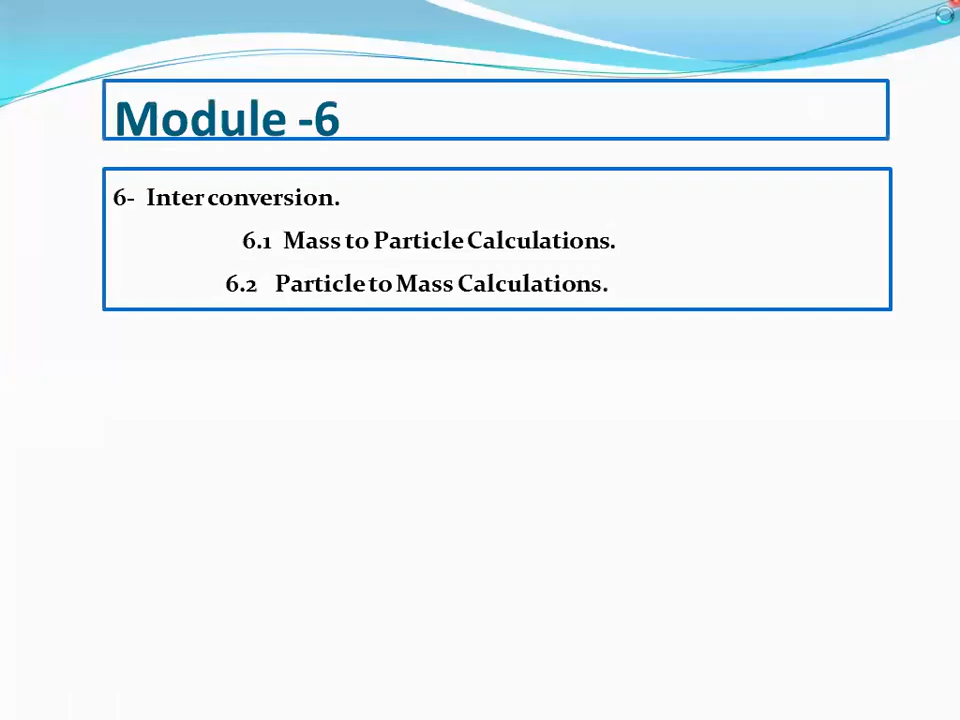 Module -6
6- Inter conversion.
6.1 Mass to Particle Calculations.
6.2 Particle to Mass Calculations.